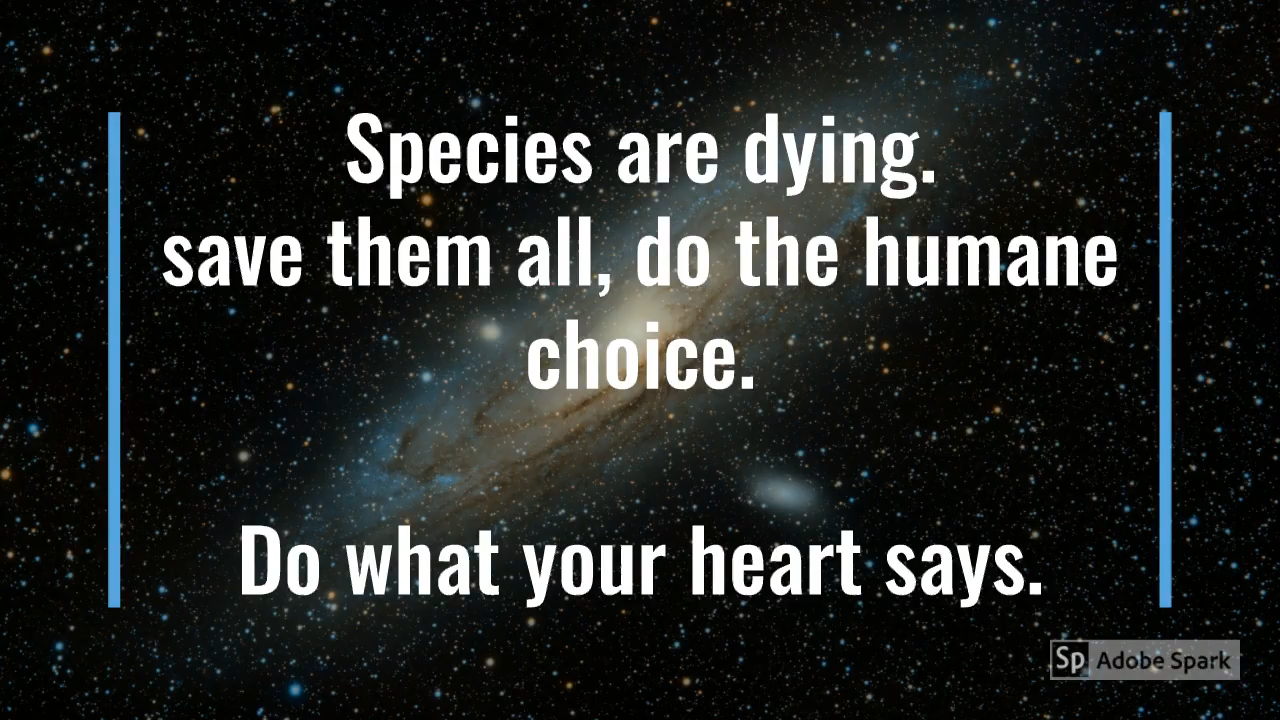 Species are dying.
save them all, do the humane
choice.
Do what your heart says.
Sp Adobe Spark